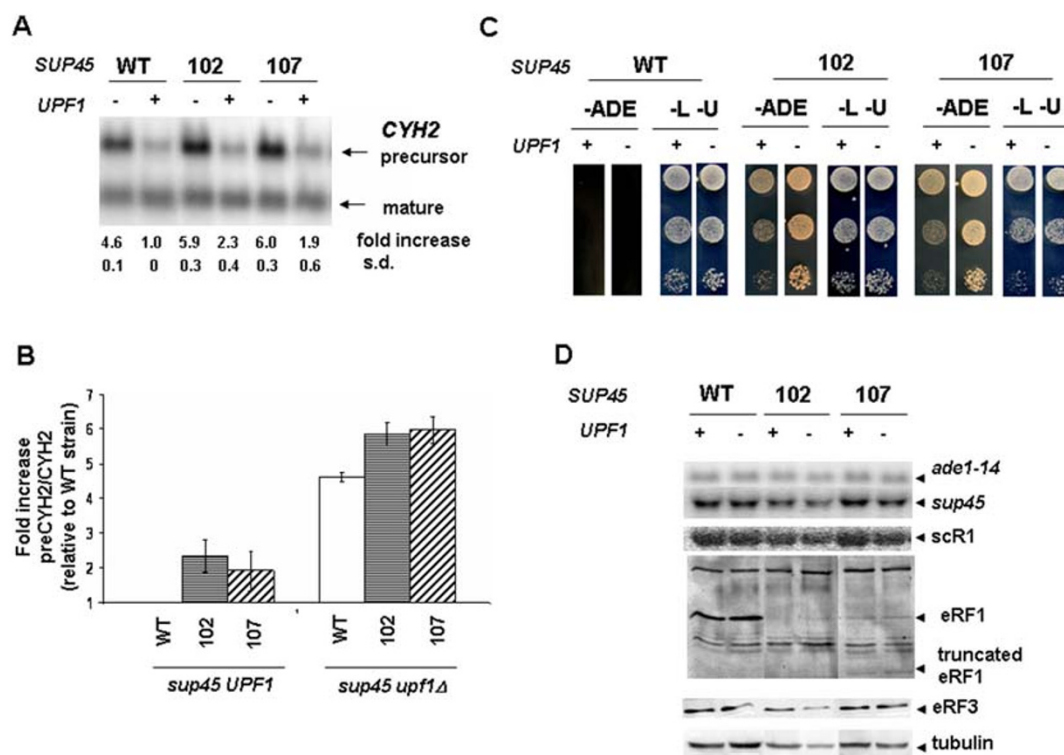 A
SUP45 WT 102 107
UPF1 - + - + - +
CYH2
precursor
mature
4.6 1.0 5.9 2.3 6.0 1.9 fold increase
0.1 0 0.3 0.4 0.3 0.6 s.d.
B
Fold increase
preCYH2/CYH2
(relative to WT strain)
7
6
5
4
3
2
1
WT 102 107 WT 102 107
sup45 UPF1 sup45 upf1Δ
C
SUP45 WT 102 107
-ADE -L -U -ADE -L -U -ADE -L -U
UPF1 + - + - + - + - + - + -
D
SUP45 WT 102 107
UPF1 + - + - + -
ade1-14
sup45
scR1
eRF1
truncated
eRF1
eRF3
tubulin